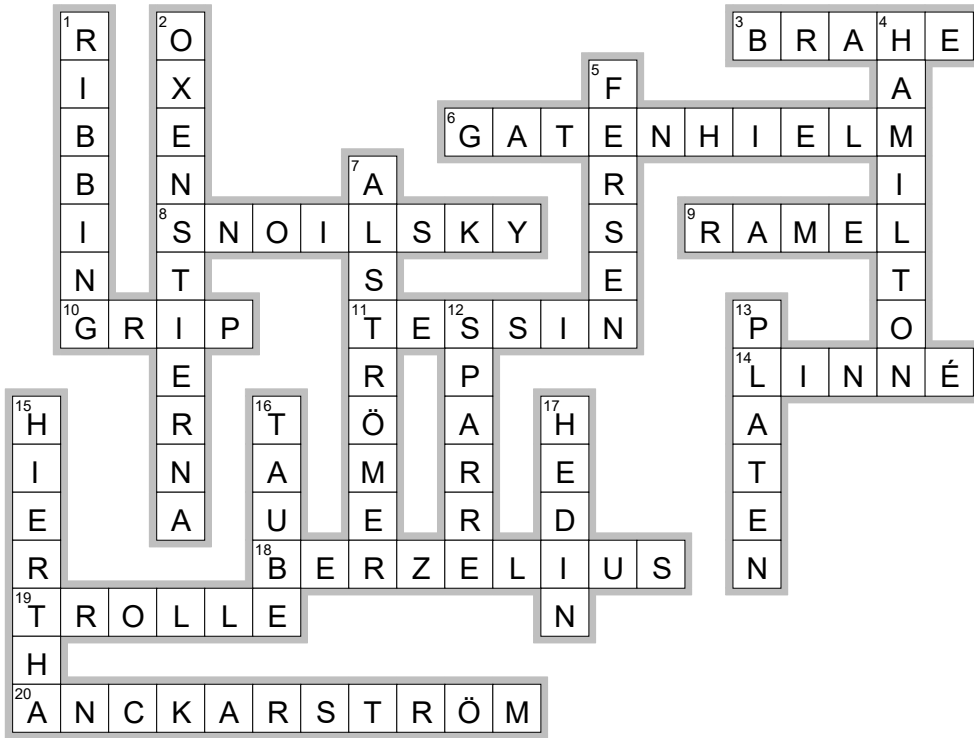 1 RIBBING
2 OXENSTIERNA
3 BRAHE
4 HAMILTON
5 FERSEN
6 GATENHIELM
7 ALSTRÖMER
8 SNOILSKY
9 RAMEL
10 GRIP
11 TESSIN
12 SPARRE
13 PLATEN
14 LINNÉ
15 HIERTHA
16 TAUBE
17 HEDIN
18 BERZELIUS
19 TROLLE
20 ANCKARSTRÖM